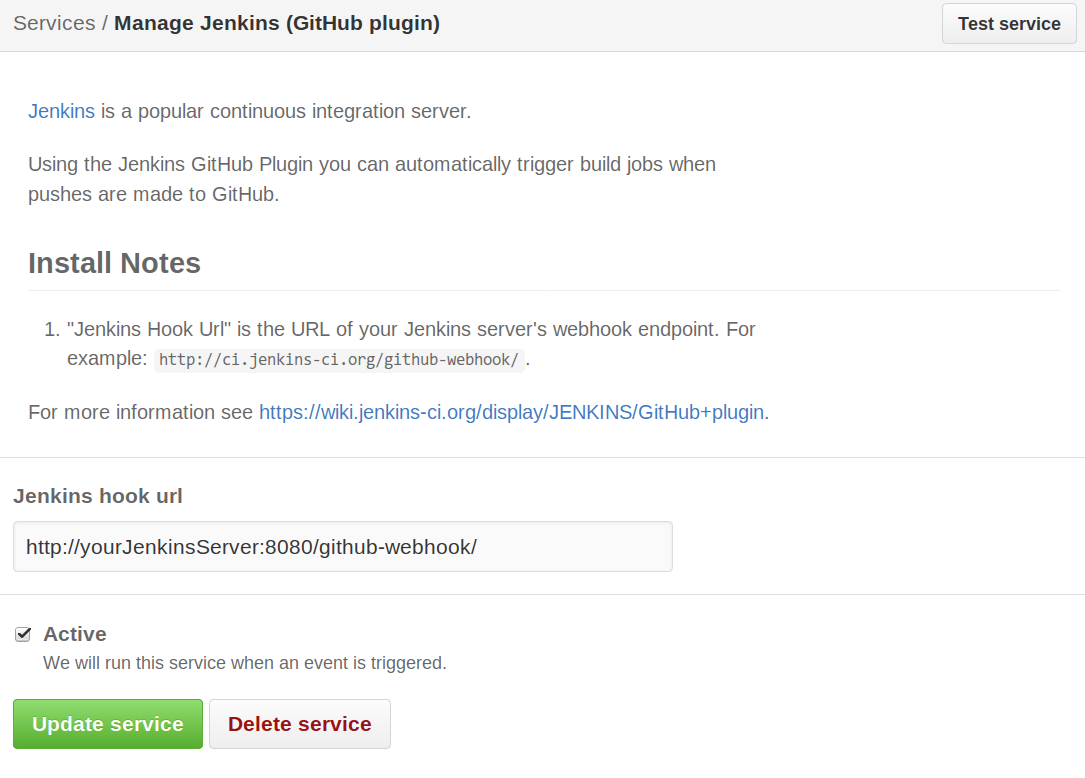 Services / Manage Jenkins (GitHub plugin)
Test service
Jenkins is a popular continuous integration server.
Using the Jenkins GitHub Plugin you can automatically trigger build jobs when
pushes are made to GitHub.
Install Notes
1. "Jenkins Hook Url" is the URL of your Jenkins server's webhook endpoint. For
example: http://ci.jenkins-ci.org/github-webhook/.
For more information see https://wiki.jenkins-ci.org/display/JENKINS/GitHub+plugin.
Jenkins hook url
http://yourJenkinsServer:8080/github-webhook/
Active
We will run this service when an event is triggered.
Update service
Delete service